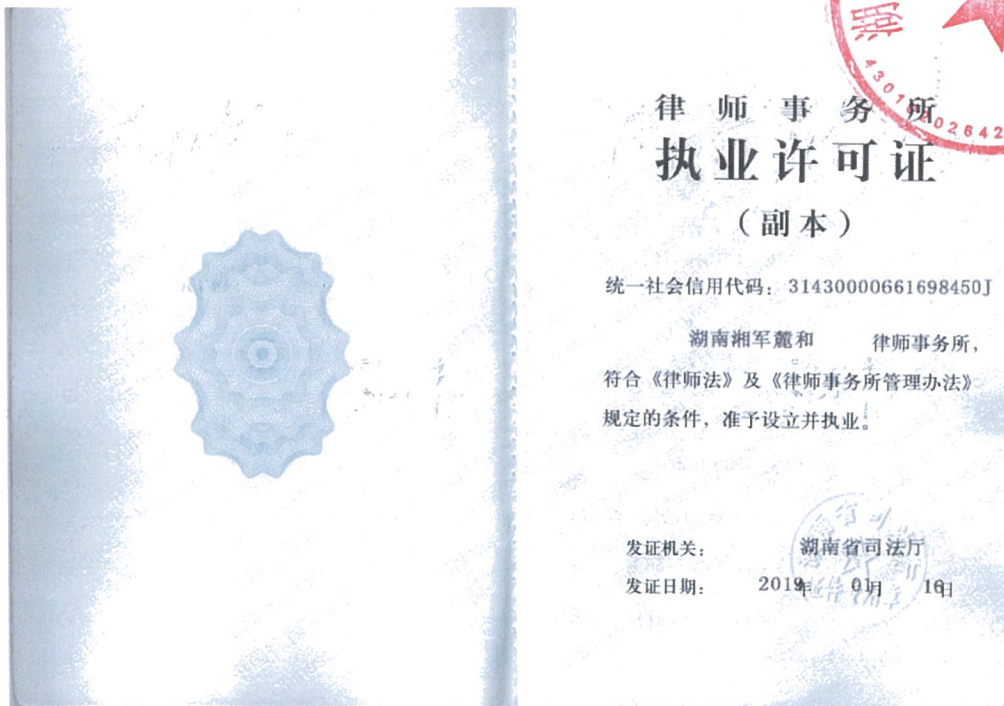 湖
律师事务所
执业许可证
（副本）
统一社会信用代码：31430000661698450J
湖南湘军麓和 律师事务所，
符合《律师法》及《律师事务所管理办法》
规定的条件，准予设立并执业。
发证机关： 湖南省司法厅
发证日期： 2019年 01月 16日